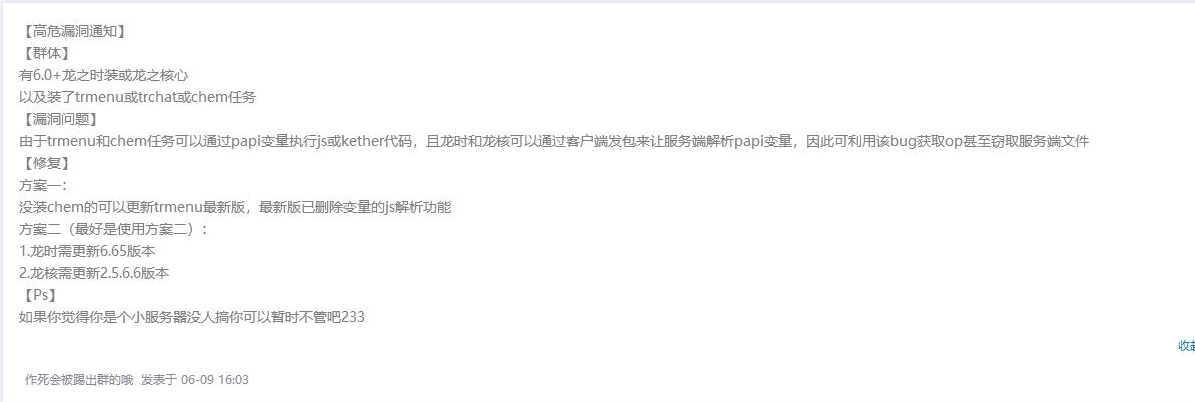 【高危漏洞通知】
【群体】
有6.0+龙之时装或龙之核心
以及装了trmenu或trchat或chem任务
【漏洞问题】
由于trmenu和chem任务可以通过papi变量执行js或kether代码，且龙时和龙核可以通过客户端发包来让服务端解析papi变量，因此可利用该bug获取op甚至窃取服务端文件
【修复】
方案一：
没装chem的可以更新trmenu最新版，最新版已删除变量的js解析功能
方案二（最好是使用方案二）：
1.龙时需更新6.65版本
2.龙核需更新2.5.6.6版本
【Ps】
如果你觉得你是个小服务器没人搞你可以暂时不管吧233
收起
作死会被踢出群的哦 发表于 06-09 16:03